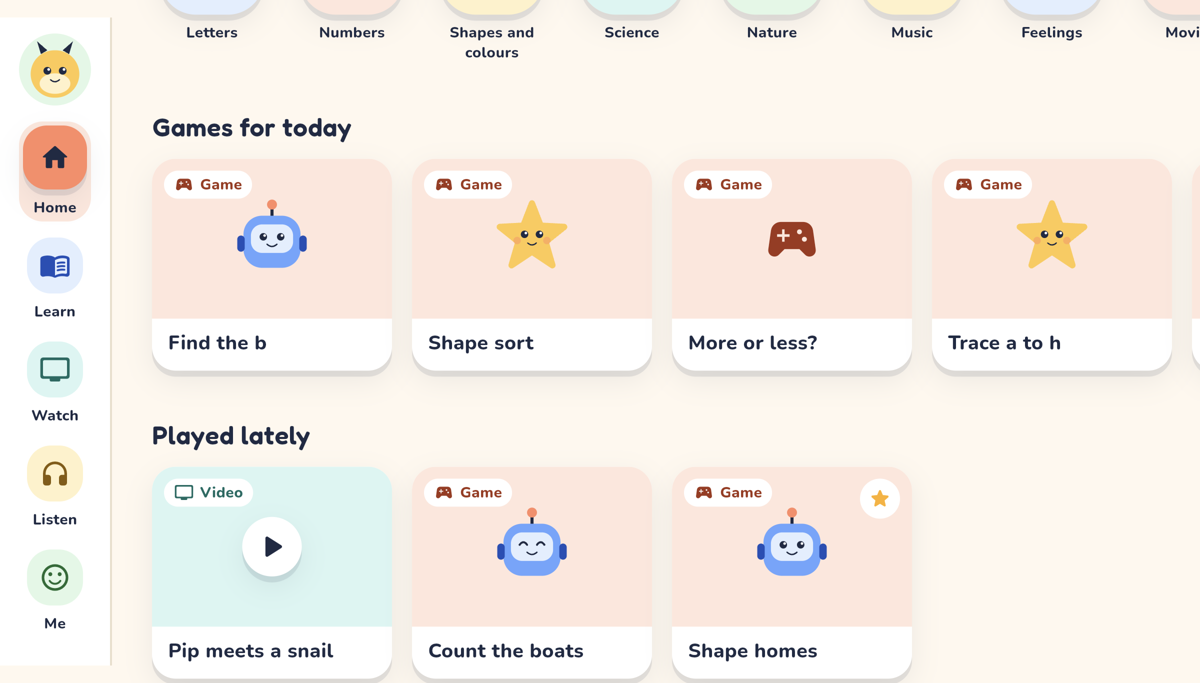 Letters
Numbers
Shapes and
colours
Science
Nature
Music
Feelings
Home
Learn
Watch
Listen
Me
Games for today
Game
Find the b
Game
Shape sort
Game
More or less?
Game
Trace a to h
Played lately
Video
Pip meets a snail
Game
Count the boats
Game
Shape homes